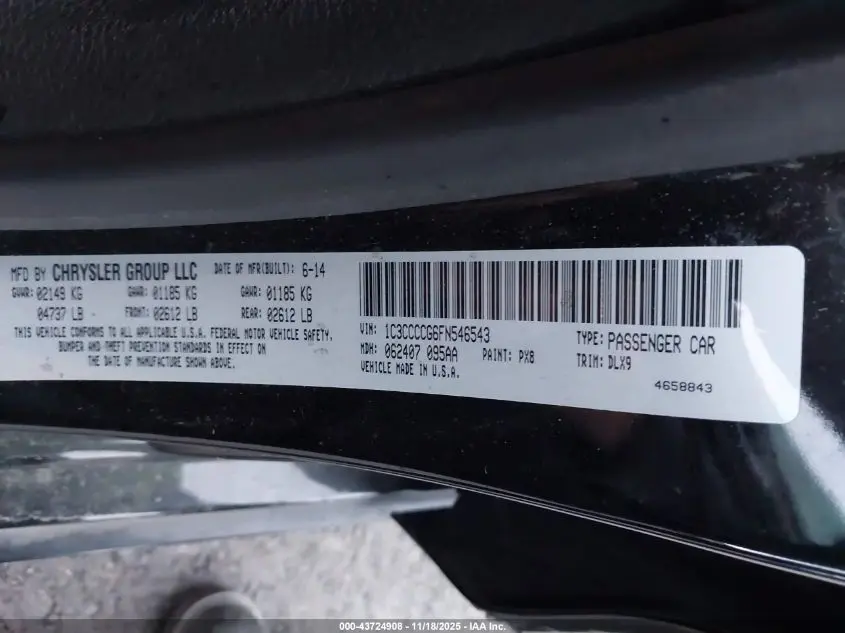 MFD BY CHRYSLER GROUP LLC DATE OF MFR(BUILT): 6-14
GVWR: 02149 KG GAWR: 01185 KG GAWR: 01185 KG
04737 LB FRONT: 02612 LB REAR: 02612 LB
THIS VEHICLE CONFORMS TO ALL APPLICABLE U.S.A. FEDERAL MOTOR VEHICLE SAFETY,
BUMPER AND THEFT PREVENTION STANDARDS IN EFFECT ON
THE DATE OF MANUFACTURE SHOWN ABOVE.
VIN: 1C3CCCCG6FN546543 TYPE: PASSENGER CAR
MDH: 062407 095AA PAINT: PX8 TRIM: DLX9
VEHICLE MADE IN U.S.A.
4658843
000-43724908 - 11/18/2025 - IAA Inc.